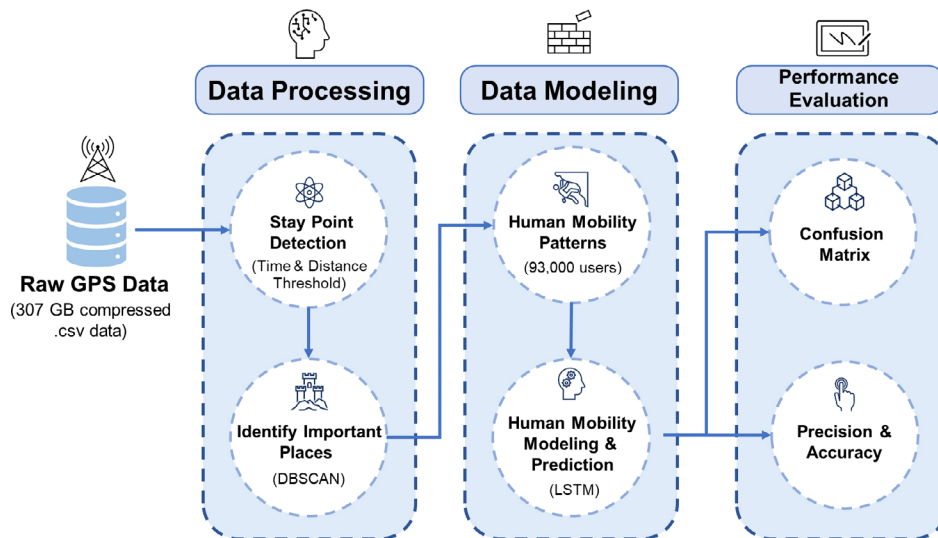 Data Processing
Data Modeling
Performance
Evaluation
Raw GPS Data
(307 GB compressed
.csv data)
Stay Point
Detection
(Time & Distance
Threshold)
Identify Important
Places
(DBSCAN)
Human Mobility
Patterns
(93,000 users)
Human Mobility
Modeling &
Prediction
(LSTM)
Confusion
Matrix
Precision &
Accuracy